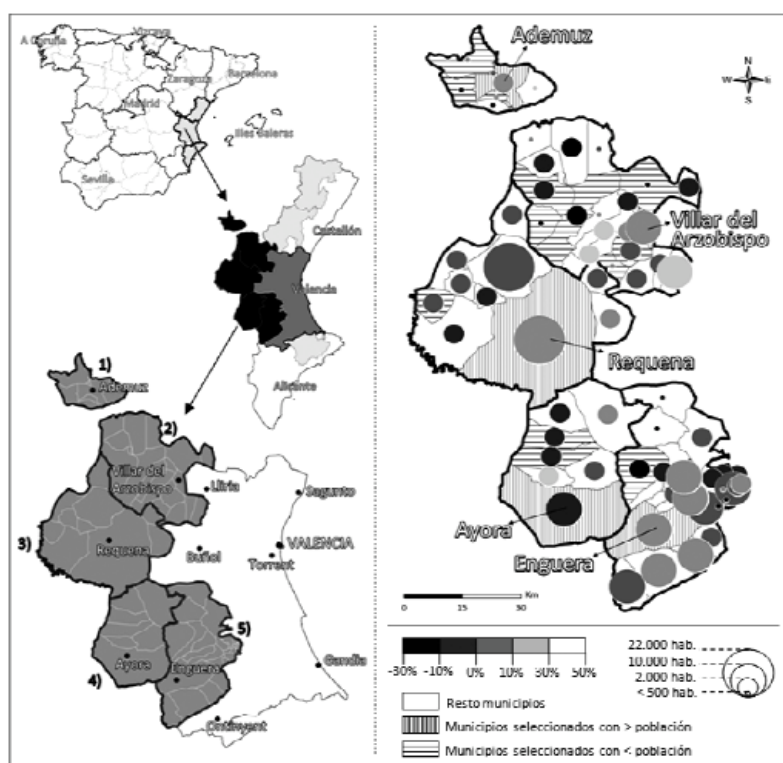 A Coruña
Vizcaya
Zaragoza
Barcelona
Madrid
Illes Baleras
Sevilla
Castellón
Valencia
Alicante
1)
Ademuz
2)
Villar del
Arzobispo
Lliria
Sagunto
3)
Requena
Buñol
VALENCIA
Torrent
5)
4)
Ayora
Enguera
Gandia
Ontinyent
Ademuz
N
W
E
S
Villar del
Arzobispo
Requena
Ayora
Enguera
0 15 30 Km
-30% -10% 0% 10% 30% 50%
22.000 hab.
10.000 hab.
2.000 hab.
< 500 hab.
Resto municipios
Municipios seleccionados con > población
Municipios seleccionados con < población